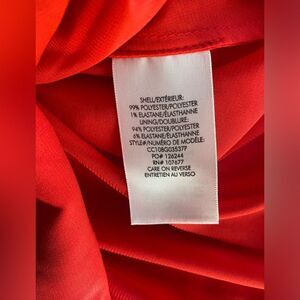 SHELL/EXTÉRIEUR:
99% POLYESTER/POLYESTER
1% ELASTANE/ÉLASTHANNE
LINING/DOUBLURE:
94% POLYESTER/POLYESTER
6% ELASTANE/ÉLASTHANNE
STYLE#/NUMÉRO DE MODÈLE:
CC108G035377
PO# 126244
RN# 107677
CARE ON REVERSE
ENTRETIEN AU VERSO